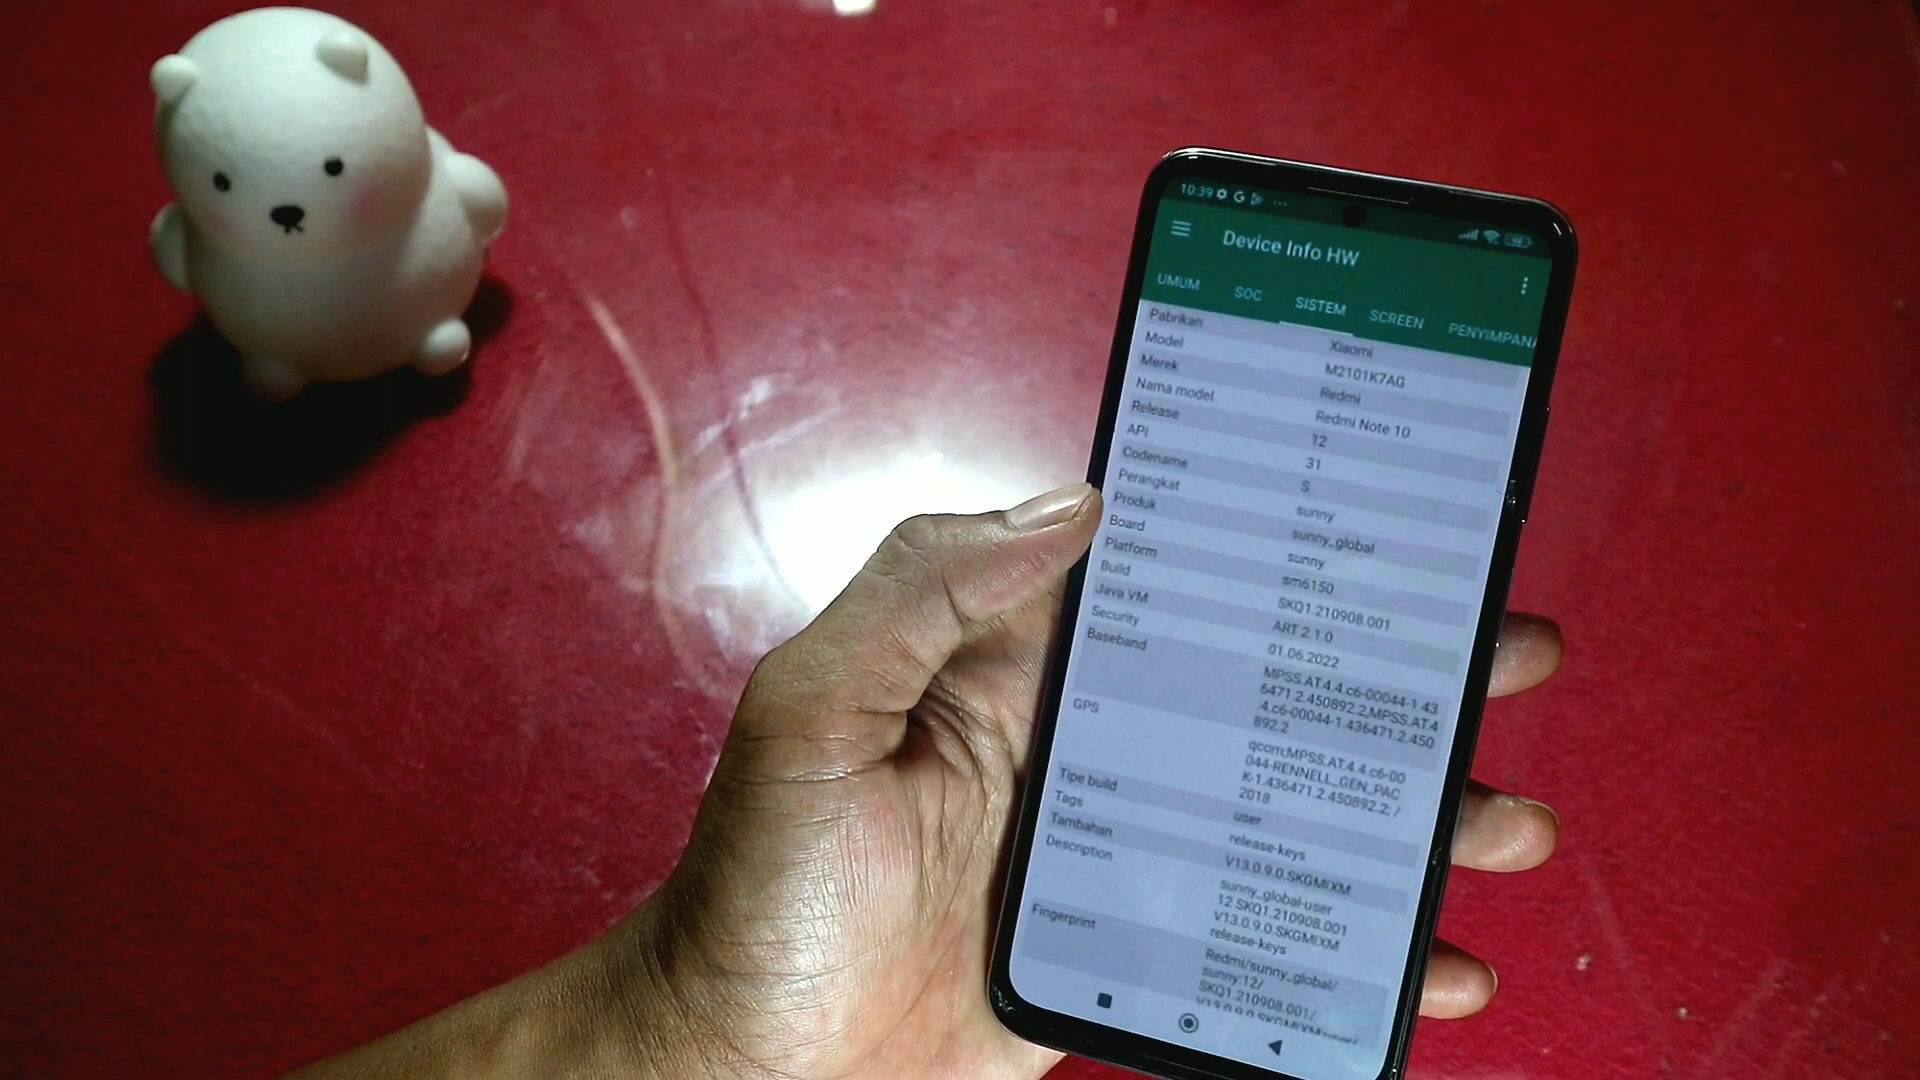 10:39
Device Info HW
UMUM SOC SISTEM SCREEN PENYIMPANA
Pabrikan Xiaomi
Model M2101K7AG
Merek Redmi
Nama model Redmi Note 10
Release 12
API 31
Codename S
Perangkat sunny
Produk sunny_global
Board sunny
Platform sm6150
Build SKQ1.210908.001
Java VM ART 2.1.0
Security 01.06.2022
Baseband MPSS.AT.4.4.c6-00044-1.43
6471.2.450892.2,MPSS.AT.4
.4.c6-00044-1.436471.2.450
892.2
GPS qcom;MPSS.AT.4.4.c6-00
044-RENNELL_GEN_PAC
K-1.436471.2.450892.2; /
2018
Tipe build user
Tags release-keys
Tambahan V13.0.9.0.SKGMIXM
Description sunny_global-user
12 SKQ1.210908.001
V13.0.9.0.SKGMIXM
release-keys
Fingerprint Redmi/sunny_global/
sunny:12/
SKQ1.210908.001/